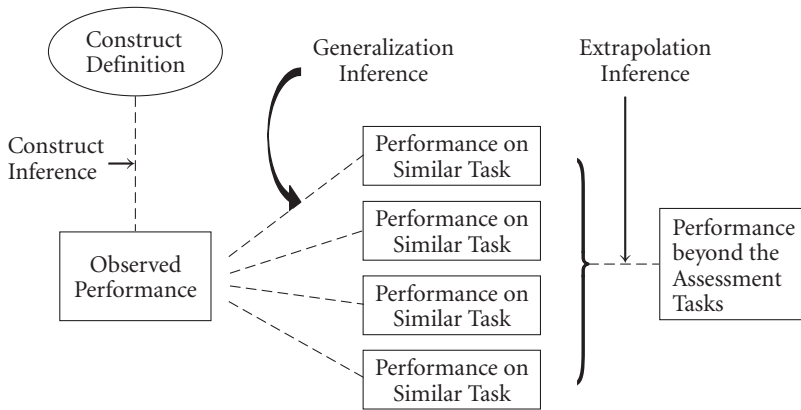 Construct
Definition
Generalization
Inference
Extrapolation
Inference
Construct
Inference
Performance on
Similar Task
Performance on
Similar Task
Observed
Performance
Performance
beyond the
Assessment
Tasks
Performance on
Similar Task
Performance on
Similar Task